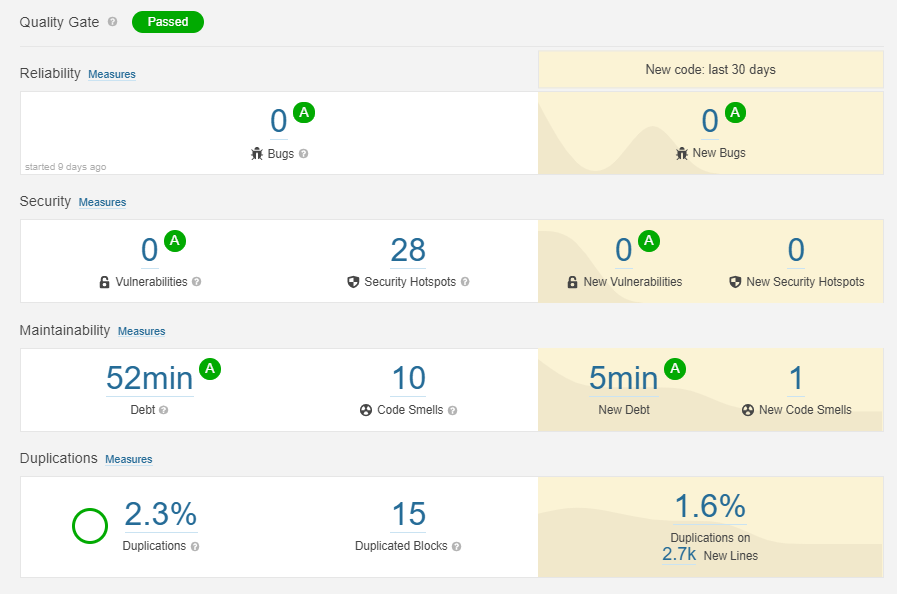 Quality Gate ? Passed
Reliability Measures
New code: last 30 days
0 A
Bugs ?
started 9 days ago
0 A
New Bugs
Security Measures
0 A
Vulnerabilities ?
28
Security Hotspots ?
0 A
New Vulnerabilities
0
New Security Hotspots
Maintainability Measures
52min A
Debt ?
10
Code Smells ?
5min A
New Debt
1
New Code Smells
Duplications Measures
2.3%
Duplications ?
15
Duplicated Blocks ?
1.6%
Duplications on
2.7k New Lines